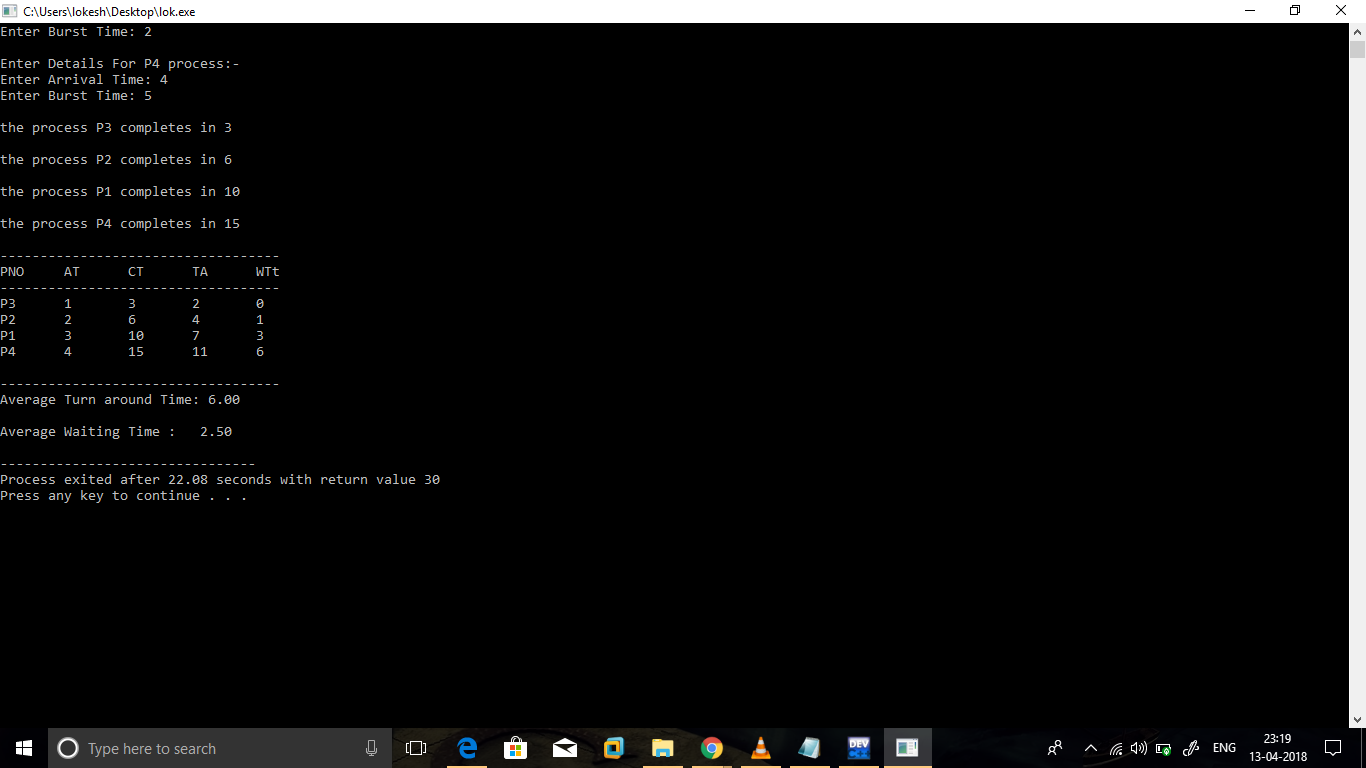 C:\Users\lokesh\Desktop\lok.exe
Enter Burst Time: 2
Enter Details For P4 process:-
Enter Arrival Time: 4
Enter Burst Time: 5
the process P3 completes in 3
the process P2 completes in 6
the process P1 completes in 10
the process P4 completes in 15
-----------------------------------
PNO AT CT TA WTt
-----------------------------------
P3 1 3 2 0
P2 2 6 4 1
P1 3 10 7 3
P4 4 15 11 6
-----------------------------------
Average Turn around Time: 6.00
Average Waiting Time : 2.50
--------------------------------
Process exited after 22.08 seconds with return value 30
Press any key to continue . . .
Type here to search
DEV
ENG
23:19
13-04-2018